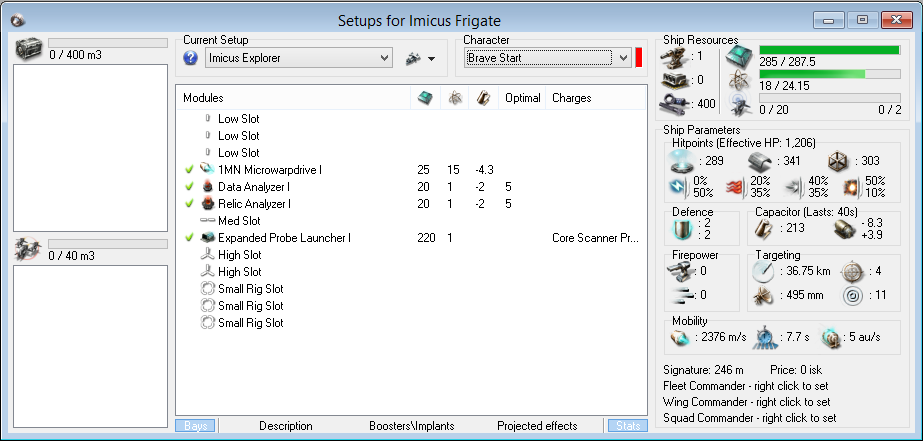 Setups for Imicus Frigate
0 / 400 m3
0 / 40 m3
Current Setup
Imicus Explorer
Character
Brave Start
Modules Optimal Charges
Low Slot
Low Slot
Low Slot
1MN Microwarpdrive I 25 15 -4.3
Data Analyzer I 20 1 -2 5
Relic Analyzer I 20 1 -2 5
Med Slot
Expanded Probe Launcher I 220 1 Core Scanner Pr...
High Slot
High Slot
Small Rig Slot
Small Rig Slot
Small Rig Slot
Bays Description Boosters\Implants Projected effects Stats
Ship Resources
: 1
: 0
: 400
285 / 287.5
18 / 24.15
0 / 20 0 / 2
Ship Parameters
Hitpoints (Effective HP: 1,206)
: 289 : 341 : 303
0% 20% 40% 50%
50% 35% 35% 10%
Defence
: 2
: 2
Capacitor (Lasts: 40s)
: 213
- 8.3
+3.9
Firepower
: 0
: 0
Targeting
: 36.75 km : 4
: 495 mm : 11
Mobility
: 2376 m/s : 7.7 s : 5 au/s
Signature: 246 m Price: 0 isk
Fleet Commander - right click to set
Wing Commander - right click to set
Squad Commander - right click to set